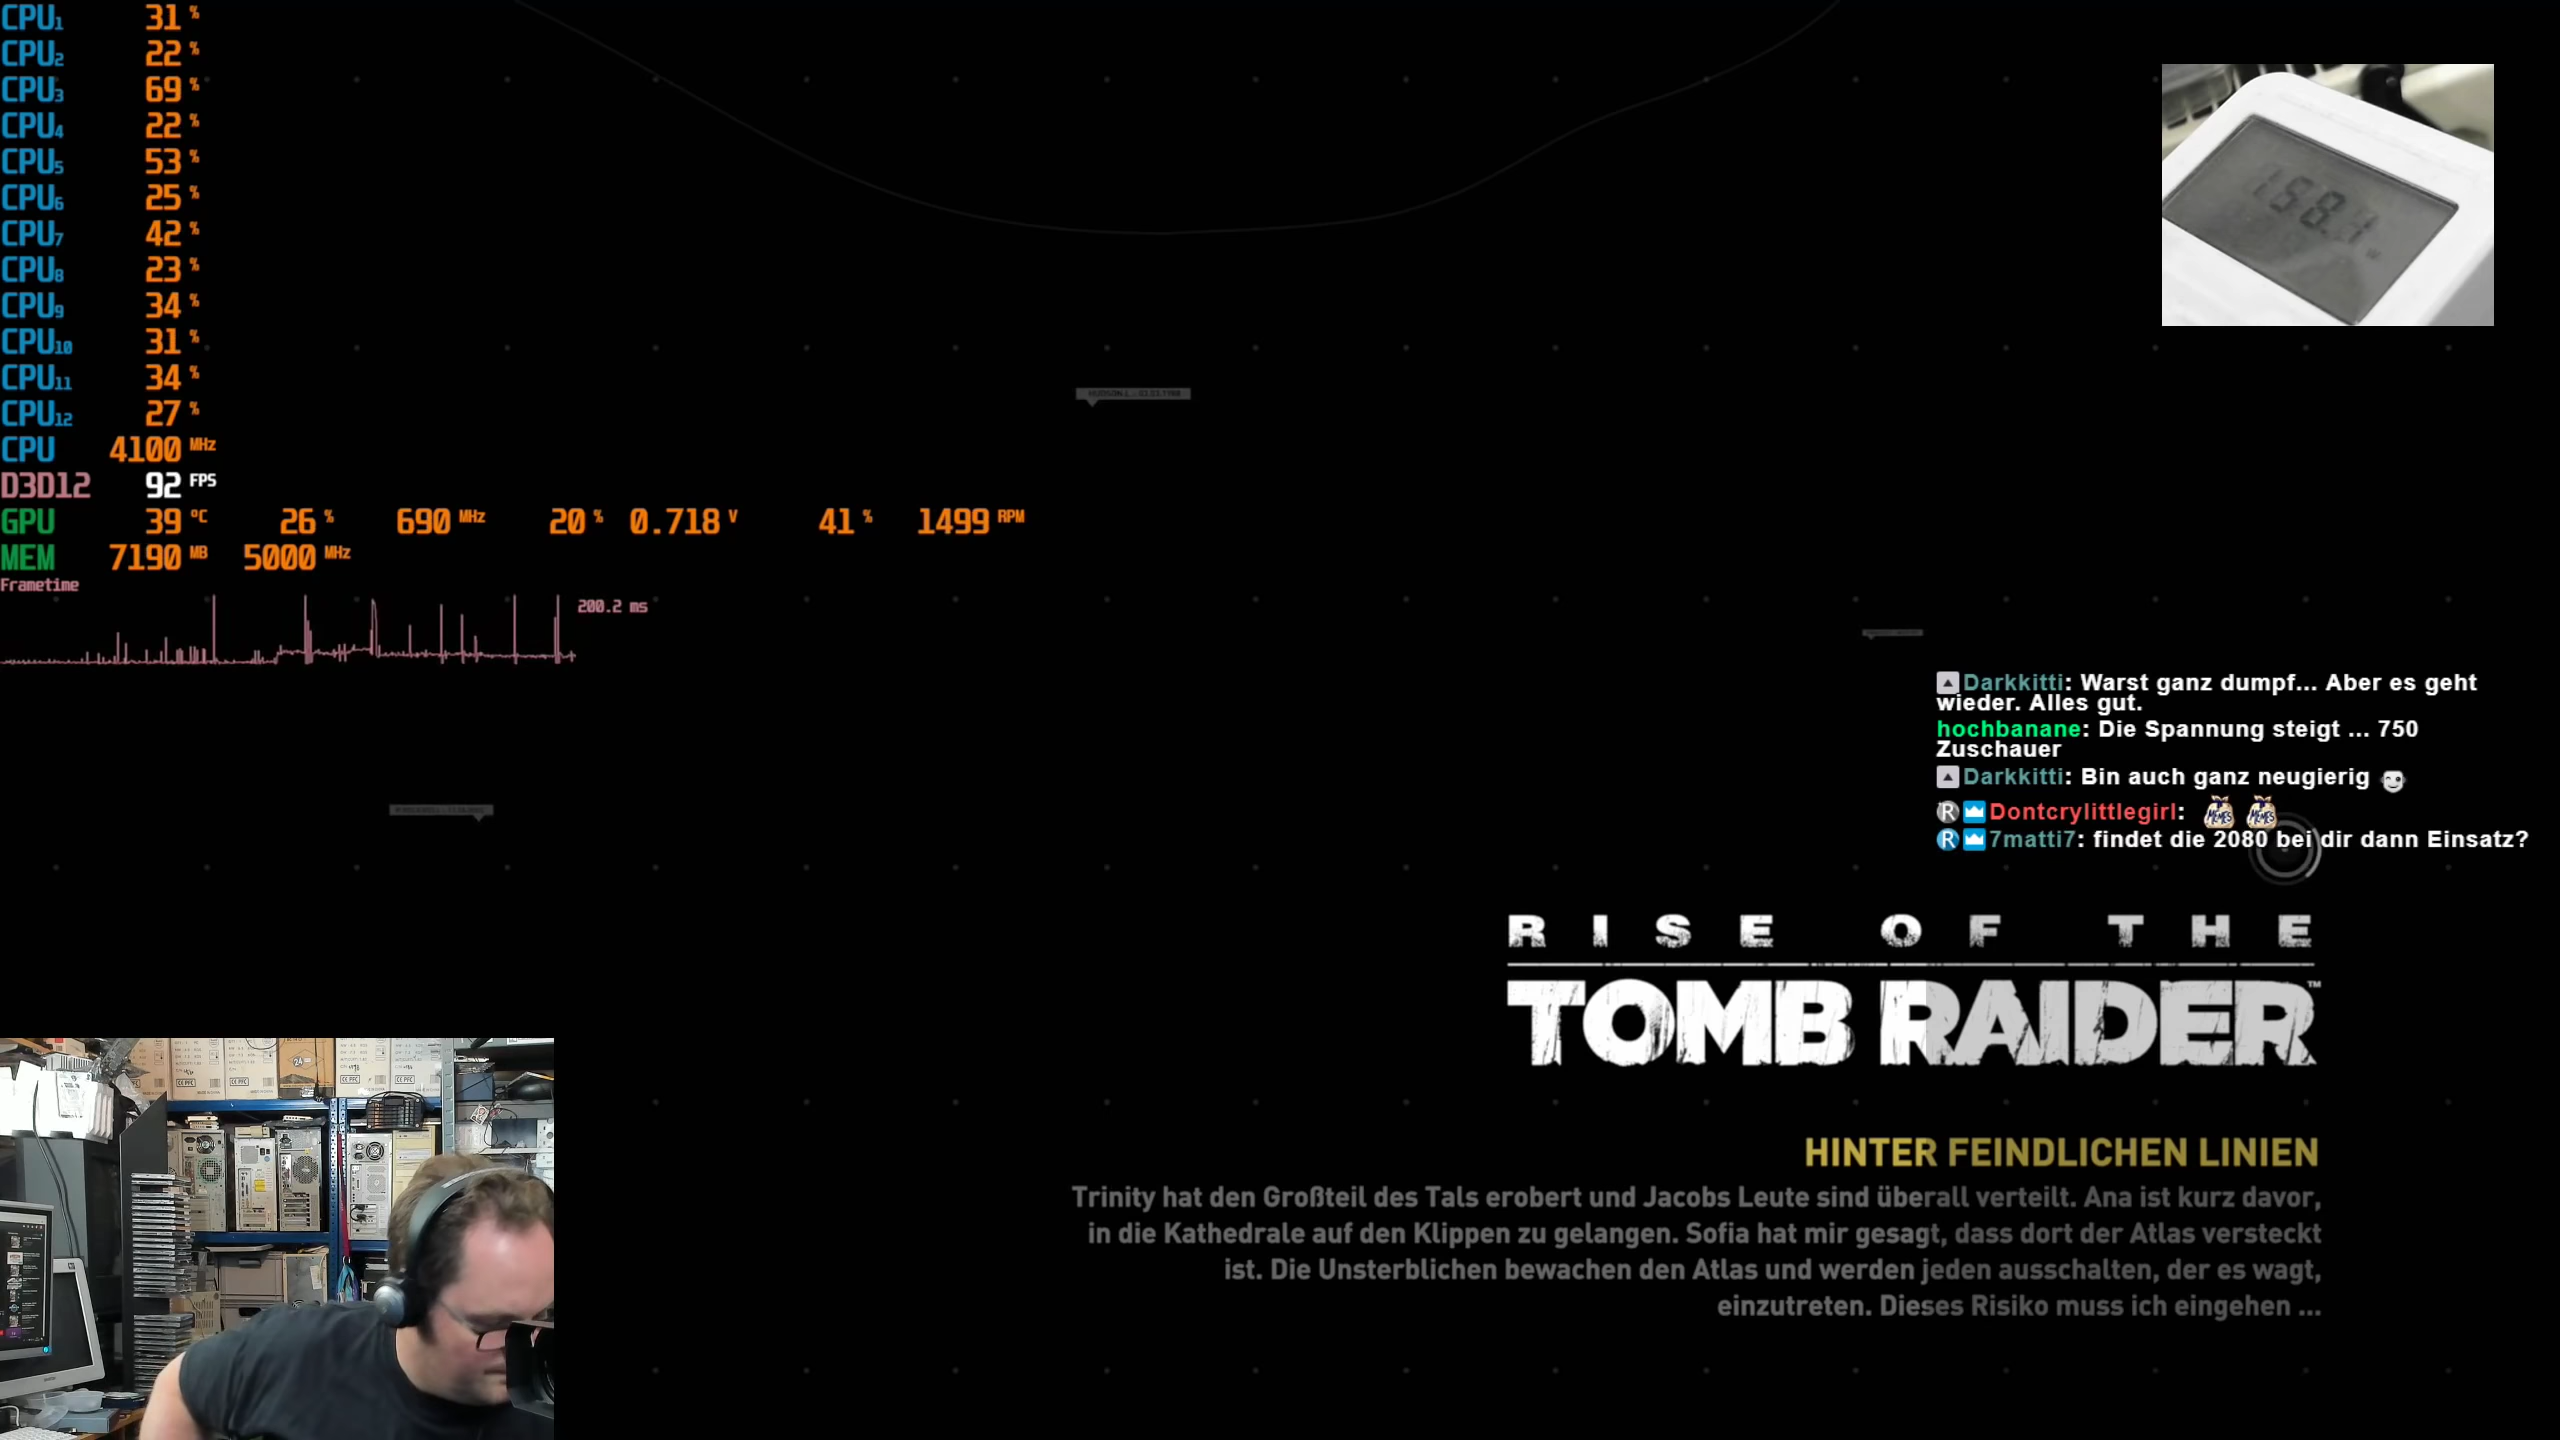 CPU1 31 %
CPU2 22 %
CPU3 69 %
CPU4 22 %
CPU5 53 %
CPU6 25 %
CPU7 42 %
CPU8 23 %
CPU9 34 %
CPU10 31 %
CPU11 34 %
CPU12 27 %
CPU 4100 MHz
D3D12 92 FPS
GPU 39 °C 26 % 690 MHz 20 % 0.718 V 41 % 1499 RPM
MEM 7190 MB 5000 MHz
Frametime
200.2 ms
158.4
Darkkitti: Warst ganz dumpf... Aber es geht
wieder. Alles gut.
hochbanane: Die Spannung steigt ... 750
Zuschauer
Darkkitti: Bin auch ganz neugierig
R Dontcrylittlegirl: MEMES MEMES
R 7matti7: findet die 2080 bei dir dann Einsatz?
RISE OF THE
TOMB RAIDER™
HINTER FEINDLICHEN LINIEN
Trinity hat den Großteil des Tals erobert und Jacobs Leute sind überall verteilt. Ana ist kurz davor,
in die Kathedrale auf den Klippen zu gelangen. Sofia hat mir gesagt, dass dort der Atlas versteckt
ist. Die Unsterblichen bewachen den Atlas und werden jeden ausschalten, der es wagt,
einzutreten. Dieses Risiko muss ich eingehen ...